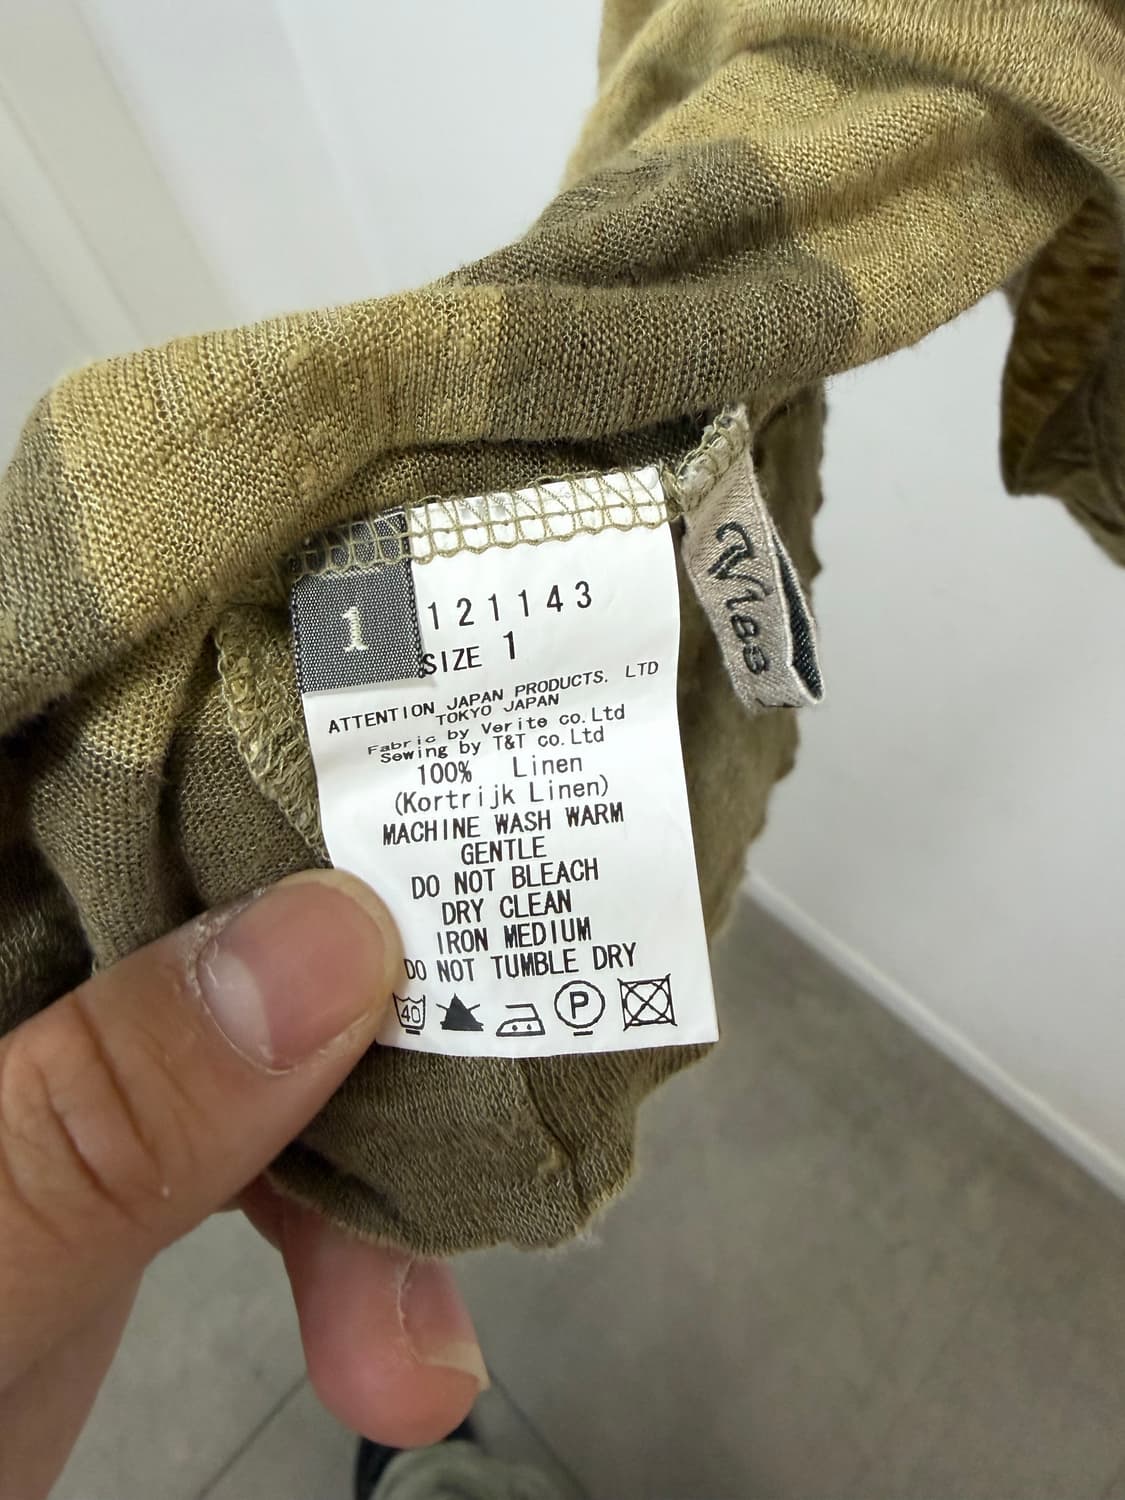 1
121143
SIZE 1
ATTENTION JAPAN PRODUCTS. LTD
TOKYO JAPAN
Fabric by Verite co.Ltd
Sewing by T&T co.Ltd
100% Linen
(Kortrijk Linen)
MACHINE WASH WARM
GENTLE
DO NOT BLEACH
DRY CLEAN
IRON MEDIUM
DO NOT TUMBLE DRY
40
P